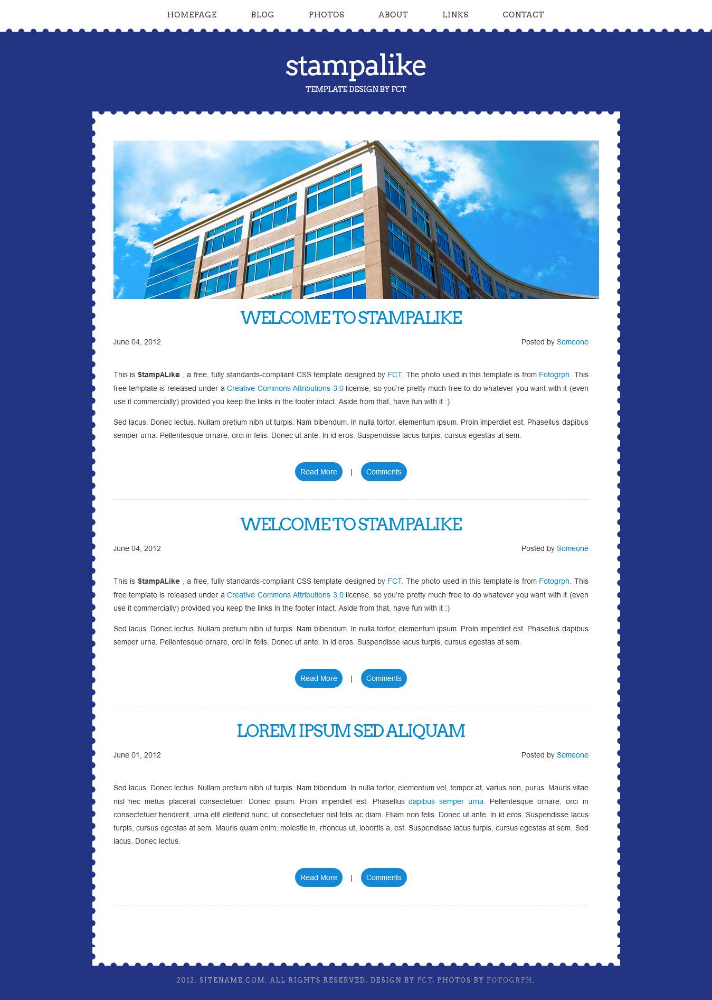 HOMEPAGE BLOG PHOTOS ABOUT LINKS CONTACT
stampalike
TEMPLATE DESIGN BY FCT
WELCOME TO STAMPALIKE
June 04, 2012 Posted by Someone
This is StampALike , a free, fully standards-compliant CSS template designed by FCT. The photo used in this template is from Fotogrph. This
free template is released under a Creative Commons Attributions 3.0 license, so you’re pretty much free to do whatever you want with it (even
use it commercially) provided you keep the links in the footer intact. Aside from that, have fun with it :)
Sed lacus. Donec lectus. Nullam pretium nibh ut turpis. Nam bibendum. In nulla tortor, elementum ipsum. Proin imperdiet est. Phasellus dapibus
semper urna. Pellentesque ornare, orci in felis. Donec ut ante. In id eros. Suspendisse lacus turpis, cursus egestas at sem.
Read More | Comments
WELCOME TO STAMPALIKE
June 04, 2012 Posted by Someone
This is StampALike , a free, fully standards-compliant CSS template designed by FCT. The photo used in this template is from Fotogrph. This
free template is released under a Creative Commons Attributions 3.0 license, so you’re pretty much free to do whatever you want with it (even
use it commercially) provided you keep the links in the footer intact. Aside from that, have fun with it :)
Sed lacus. Donec lectus. Nullam pretium nibh ut turpis. Nam bibendum. In nulla tortor, elementum ipsum. Proin imperdiet est. Phasellus dapibus
semper urna. Pellentesque ornare, orci in felis. Donec ut ante. In id eros. Suspendisse lacus turpis, cursus egestas at sem.
Read More | Comments
LOREM IPSUM SED ALIQUAM
June 01, 2012 Posted by Someone
Sed lacus. Donec lectus. Nullam pretium nibh ut turpis. Nam bibendum. In nulla tortor, elementum vel, tempor at, varius non, purus. Mauris vitae
nisl nec metus placerat consectetuer. Donec ipsum. Proin imperdiet est. Phasellus dapibus semper urna. Pellentesque ornare, orci in
consectetuer hendrerit, urna elit eleifend nunc, ut consectetuer nisl felis ac diam. Etiam non felis. Donec ut ante. In id eros. Suspendisse lacus
turpis, cursus egestas at sem. Mauris quam enim, molestie in, rhoncus ut, lobortis a, est. Suspendisse lacus turpis, cursus egestas at sem. Sed
lacus. Donec lectus.
Read More | Comments
2012. SITENAME.COM. ALL RIGHTS RESERVED. DESIGN BY FCT. PHOTOS BY FOTOGRPH.